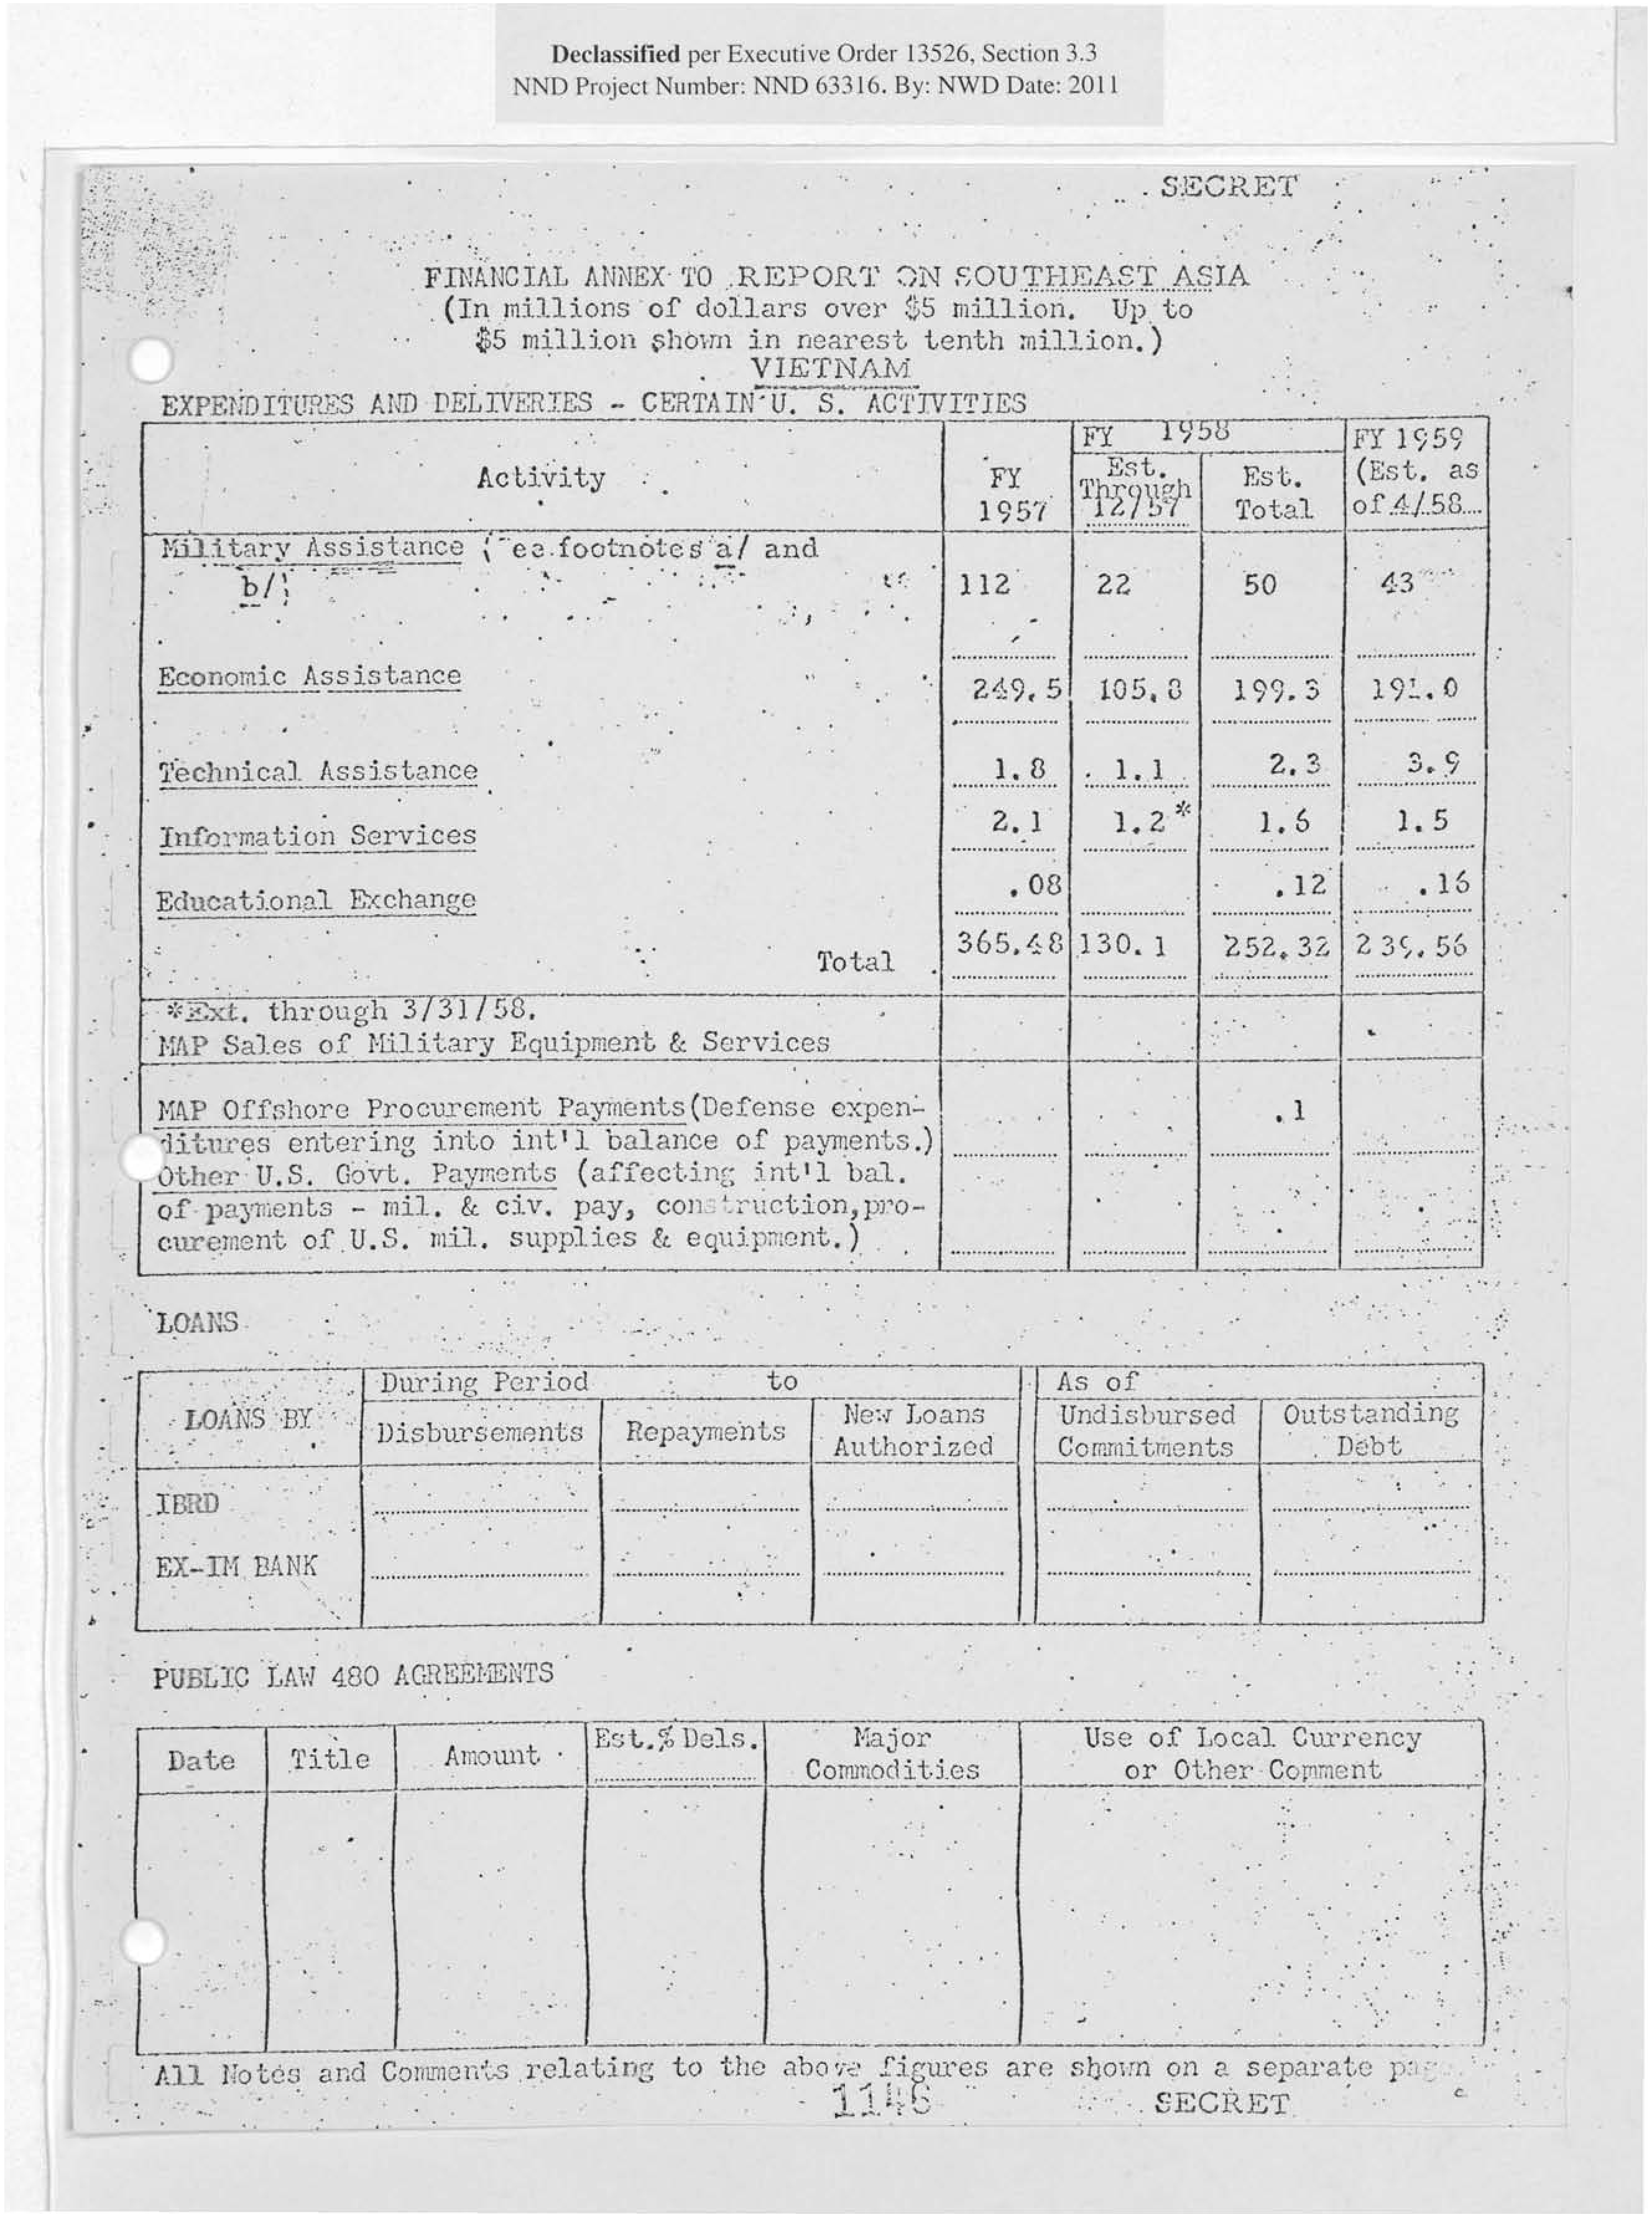 Declassified per Executive Order 13526, Section 3.3
NND Project Number: NND 63316. By: NWD Date: 2011
SECRET
FINANCIAL ANNEX TO REPORT ON SOUTHEAST ASIA
(In millions of dollars over $5 million. Up to
$5 million shown in nearest tenth million.)
VIETNAM
EXPENDITURES AND DELIVERIES - CERTAIN U. S. ACTIVITIES
Activity
FY 1957
FY 1958
Est. Through 12/57
Est. Total
FY 1959 (Est. as of 4/58
Military Assistance (ee footnotes a/ and
b/) 112 22 50 43
Economic Assistance 249.5 105.8 199.3 .0
Technical Assistance 1.8 1.1 2.3 3.9
Information Services 2.1 1.2* 1.6 1.5
Educational Exchange .08 .12 .16
Total 365.48 130.1 252.32 239.56
*Ext. through 3/31/58.
MAP Sales of Military Equipment & Services
MAP Offshore Procurement Payments(Defense expen- .1
ditures entering into int'l balance of payments.)
Other U.S. Govt. Payments (affecting int'l bal.
of payments - mil. & civ. pay, construction,pro-
curement of U.S. mil. supplies & equipment.)
LOANS
LOANS BY
During Period to
As of
Disbursements
Repayments
New Loans Authorized
Undisbursed Commitments
Outstanding Debt
IBRD
EX-IM BANK
PUBLIC LAW 480 AGREEMENTS
Date
Title
Amount
Est.% Dels.
Major Commodities
Use of Local Currency or Other Comment
All Notes and Comments relating to the above figures are shown on a separate
1146
SECRET